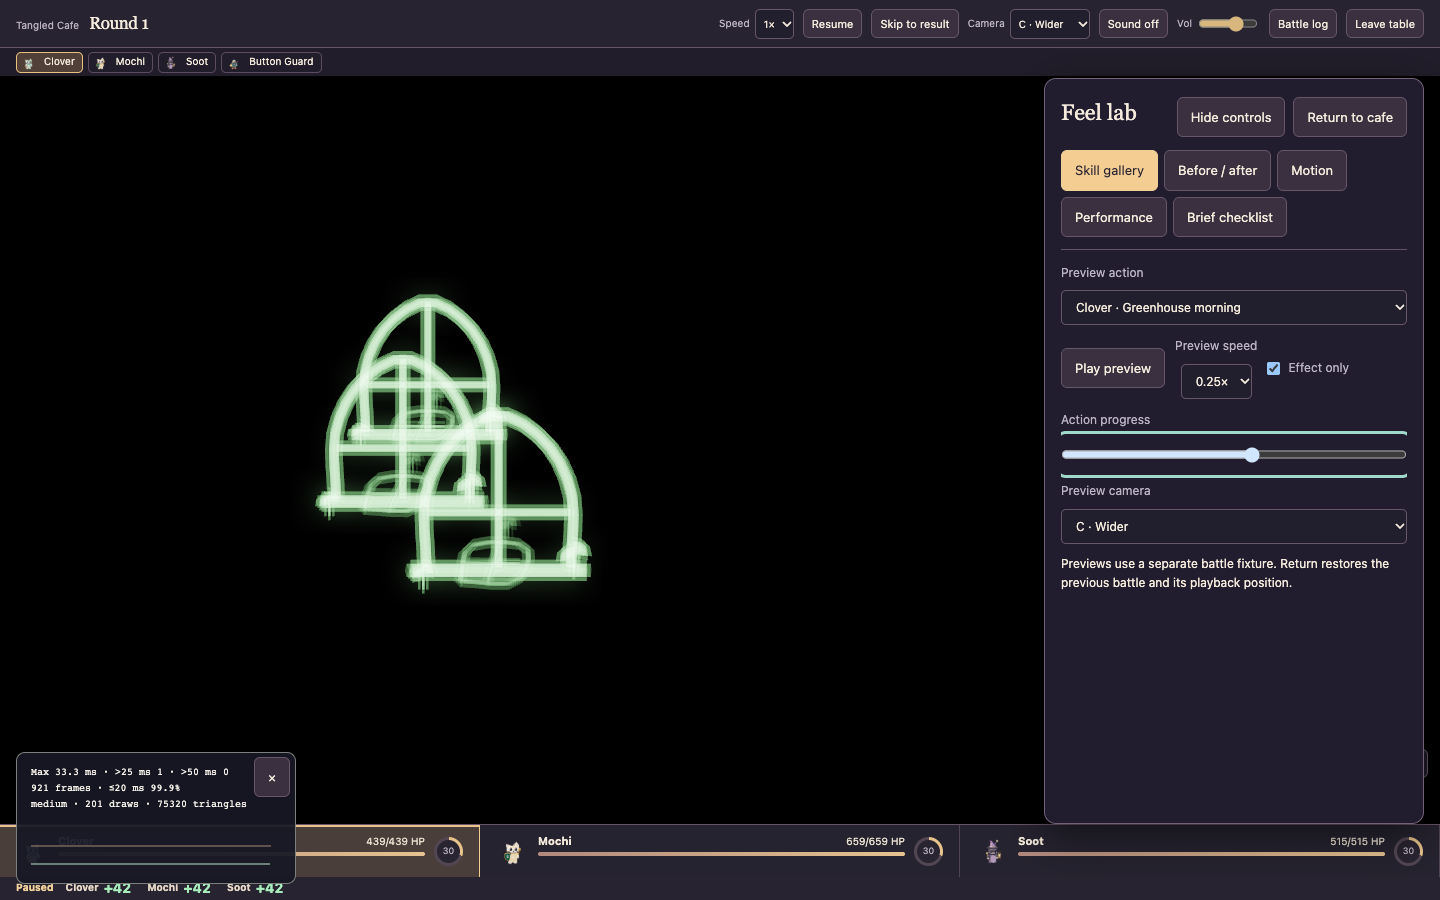 Tangled Cafe Round 1
Speed 1× Resume Skip to result Camera C · Wider Sound off Vol Battle log Leave table
Clover Mochi Soot Button Guard
Feel lab Hide controls Return to cafe
Skill gallery Before / after Motion
Performance Brief checklist
Preview action
Clover · Greenhouse morning
Play preview Preview speed 0.25× Effect only
Action progress
Preview camera
C · Wider
Previews use a separate battle fixture. Return restores the
previous battle and its playback position.
Max 33.3 ms · >25 ms 1 · >50 ms 0 ×
921 frames · ≤20 ms 99.9%
medium · 201 draws · 75320 triangles
Clover 439/439 HP 30 Mochi 659/659 HP 30 Soot 515/515 HP 30
Paused Clover +42 Mochi +42 Soot +42